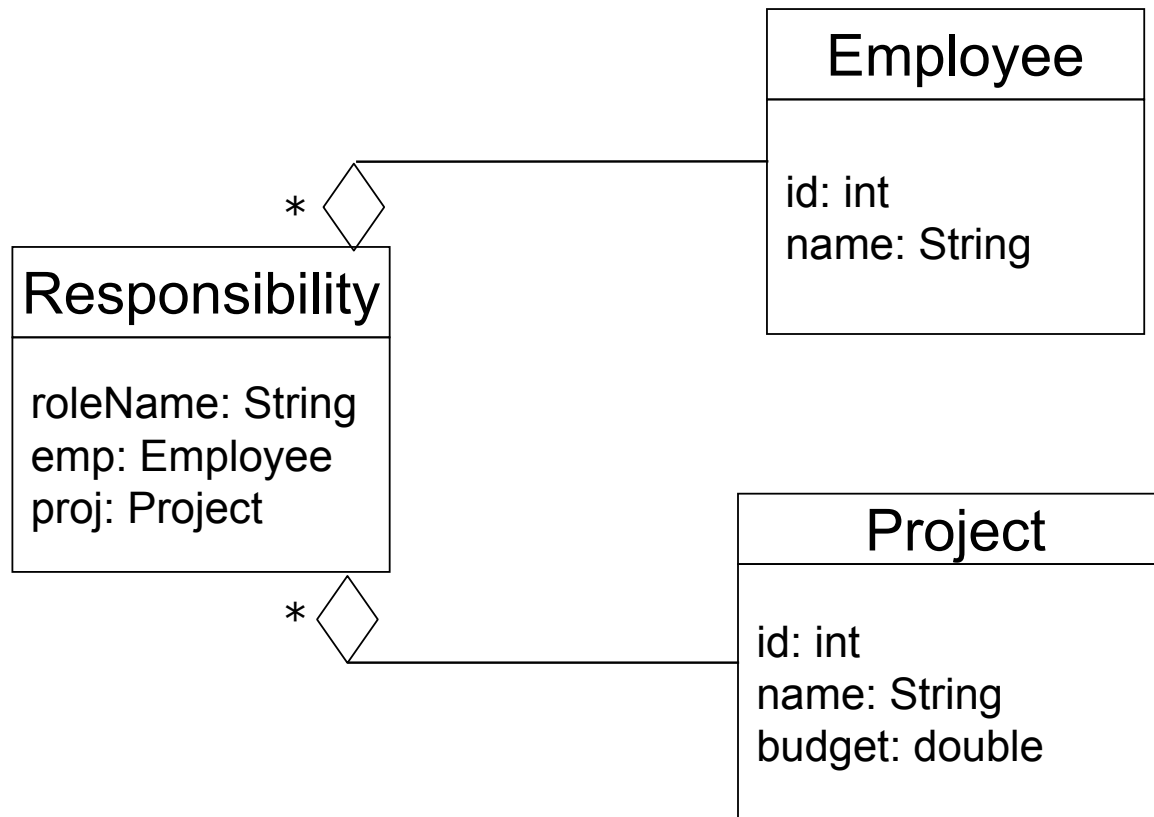 Employee
id: int
name: String
*
Responsibility
roleName: String
emp: Employee
proj: Project
*
Project
id: int
name: String
budget: double